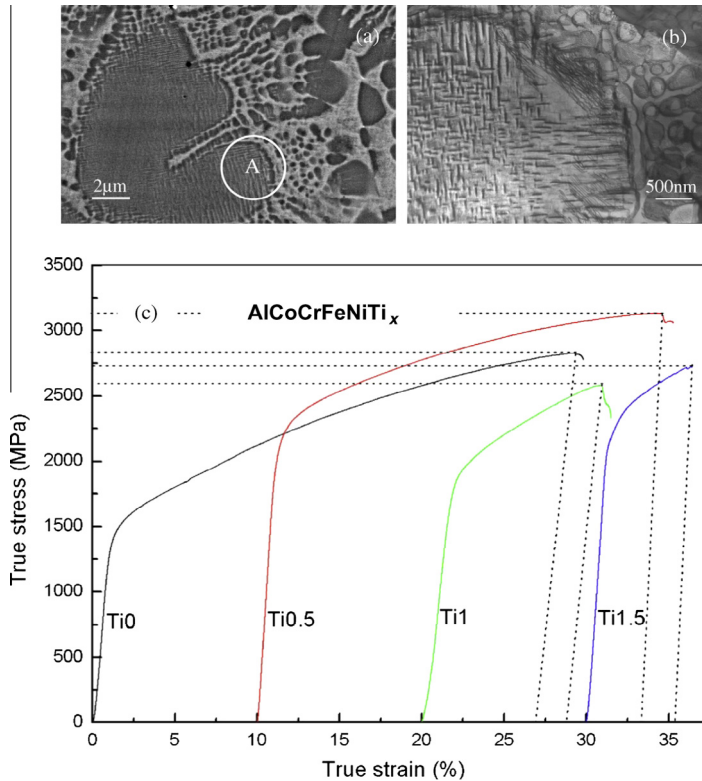 (a)
(b)
A
2μm
500nm
(c)
AlCoCrFeNiTix
3500
3000
2500
2000
1500
1000
500
0
True stress (MPa)
Ti0
Ti0.5
Ti1
Ti1.5
0
5
10
15
20
25
30
35
True strain (%)